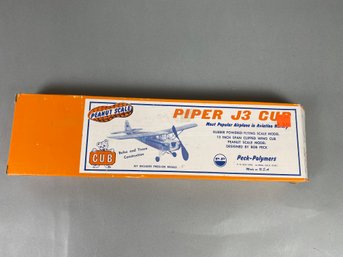 PEANUT SCALE
PIPER J3 CUB
Most Popular Airplane in Aviation History
RUBBER POWERED FLYING SCALE MODEL
13 INCH SPAN CLIPPED WING CUB
PEANUT SCALE MODEL
DESIGNED BY BOB PECK
CUB
Balsa and Tissue
Construction
KIT INCLUDES
Peck-Polymers
Made in U.S.A.